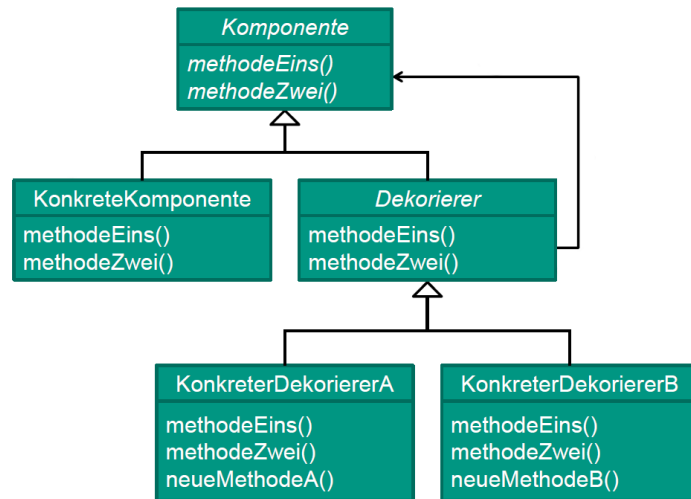 Komponente
methodeEins()
methodeZwei()
KonkreteKomponente
methodeEins()
methodeZwei()
Dekorierer
methodeEins()
methodeZwei()
KonkreterDekoriererA
methodeEins()
methodeZwei()
neueMethodeA()
KonkreterDekoriererB
methodeEins()
methodeZwei()
neueMethodeB()